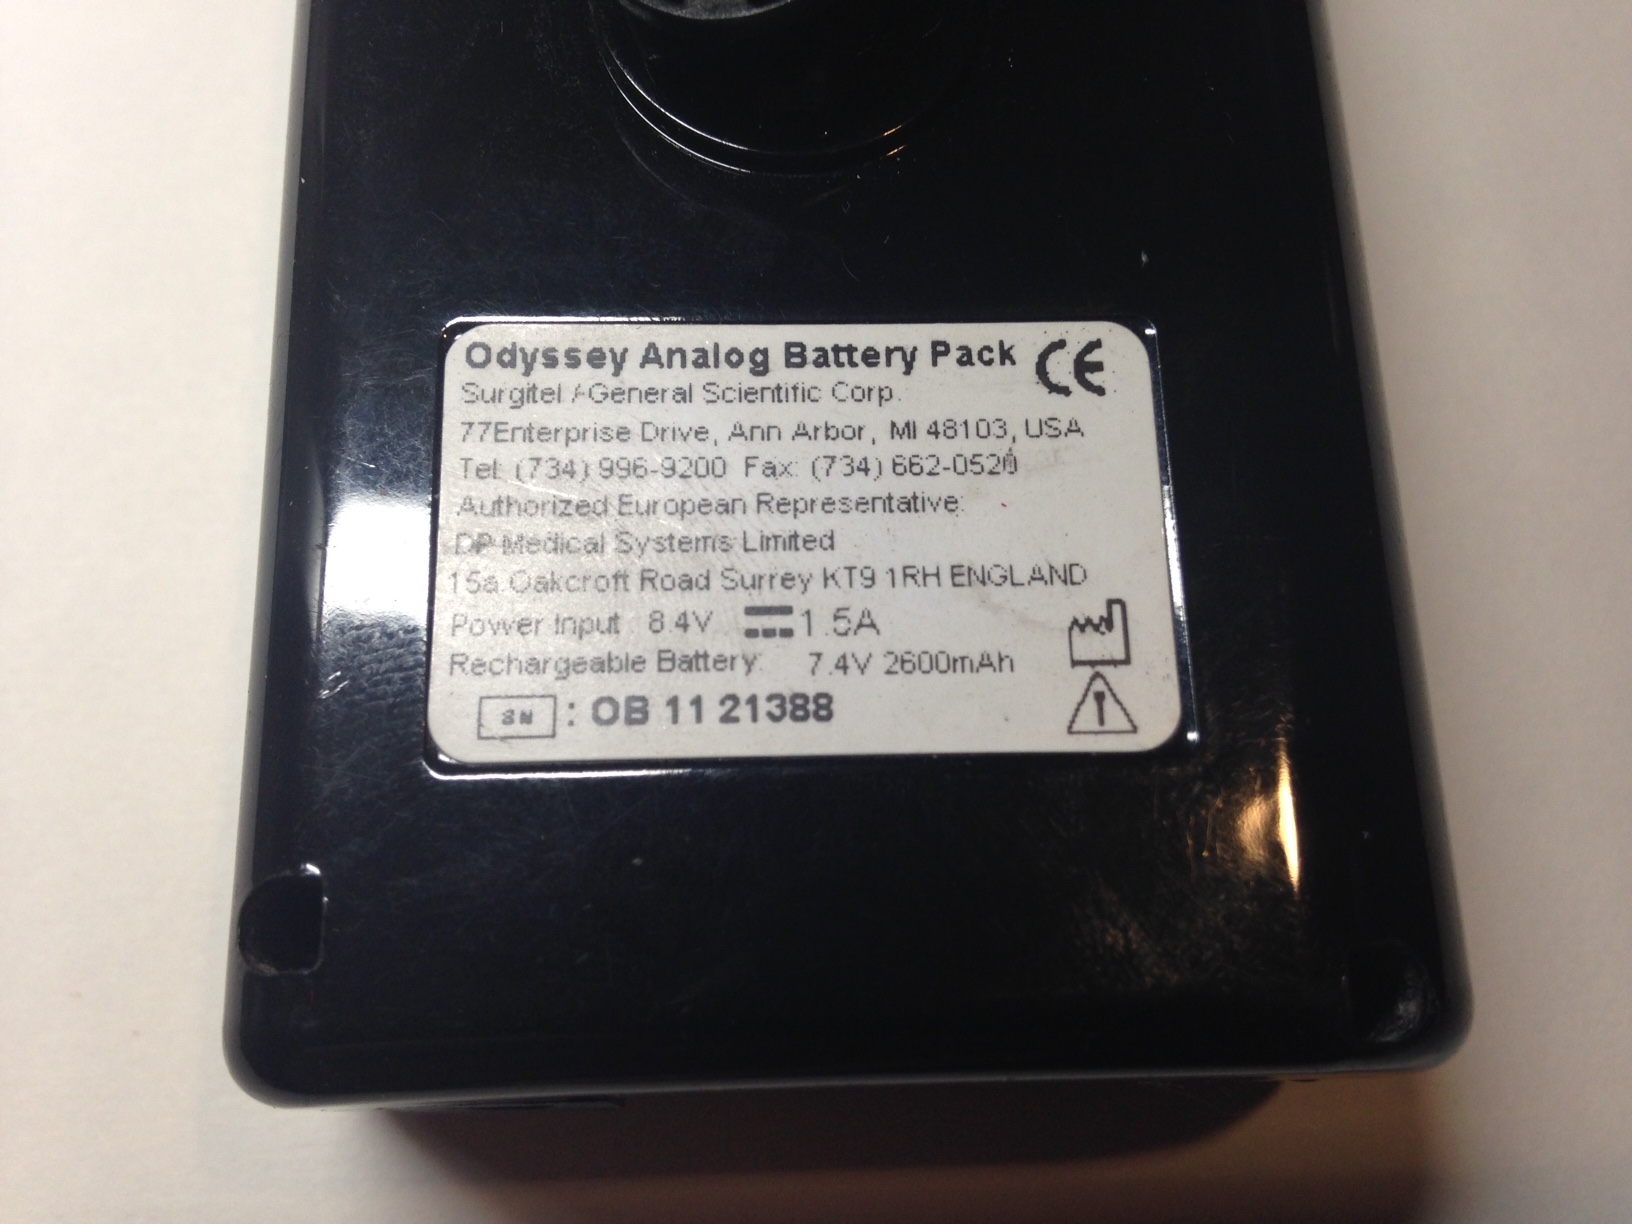 Odyssey Analog Battery Pack CE
Surgitel / General Scientific Corp.
77Enterprise Drive, Ann Arbor, MI 48103, USA
Tel: (734) 996-9200 Fax: (734) 662-0520
Authorized European Representative:
DP Medical Systems Limited
15a Oakcroft Road Surrey KT9 1RH ENGLAND
Power Input : 8.4V 1.5A
Rechargeable Battery: 7.4V 2600mAh
SN : OB 11 21388